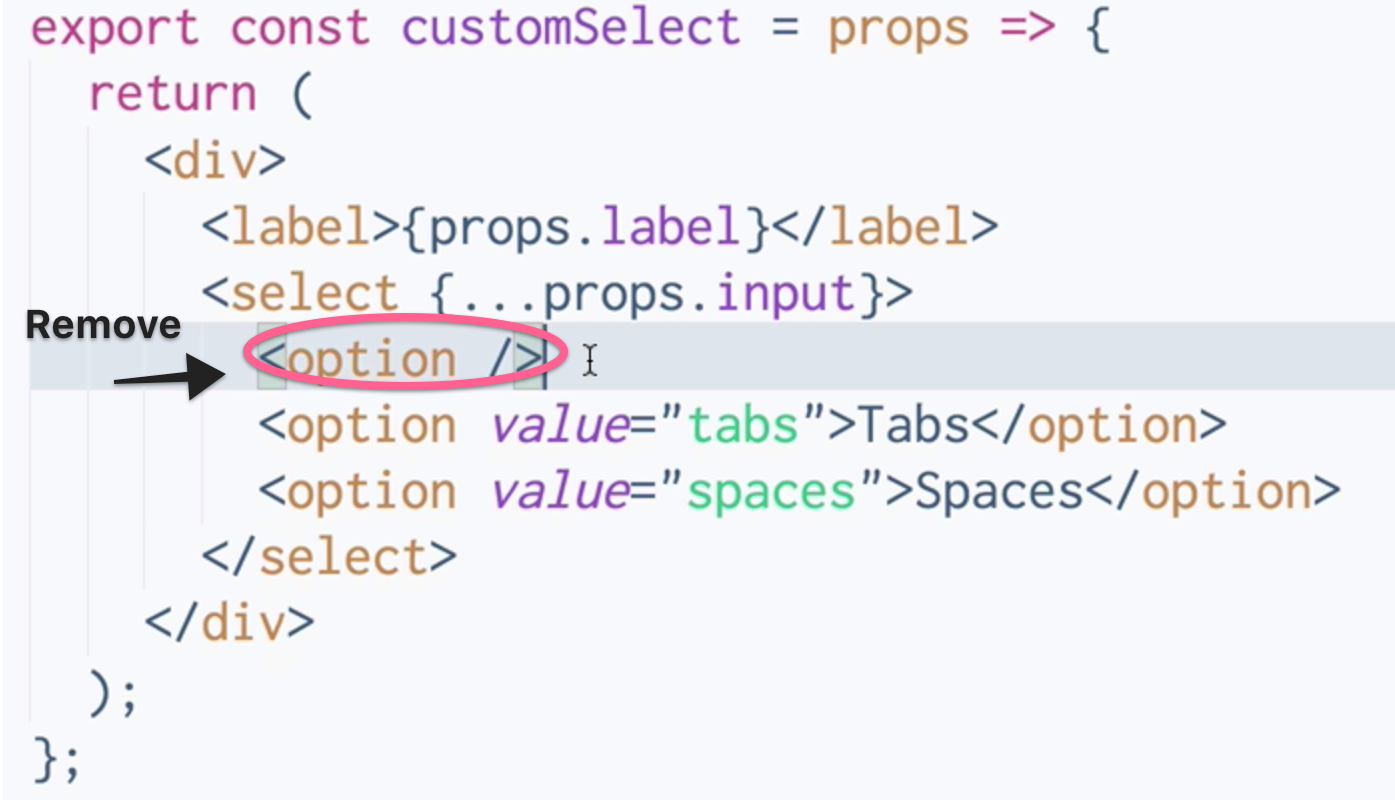 export const customSelect = props => {
return (
<div>
<label>{props.label}</label>
<select {...props.input}>
Remove
<option />
<option value="tabs">Tabs</option>
<option value="spaces">Spaces</option>
</select>
</div>
);
};